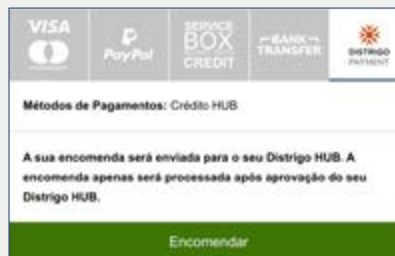 VISA
PayPal
SERVICE
BOX
CREDIT
BANK
TRANSFER
DISTRIGO
PAYMENT
Métodos de Pagamentos: Crédito HUB
A sua encomenda será enviada para o seu Distrigo HUB. A
encomenda apenas será processada após aprovação do seu
Distrigo HUB.
Encomendar